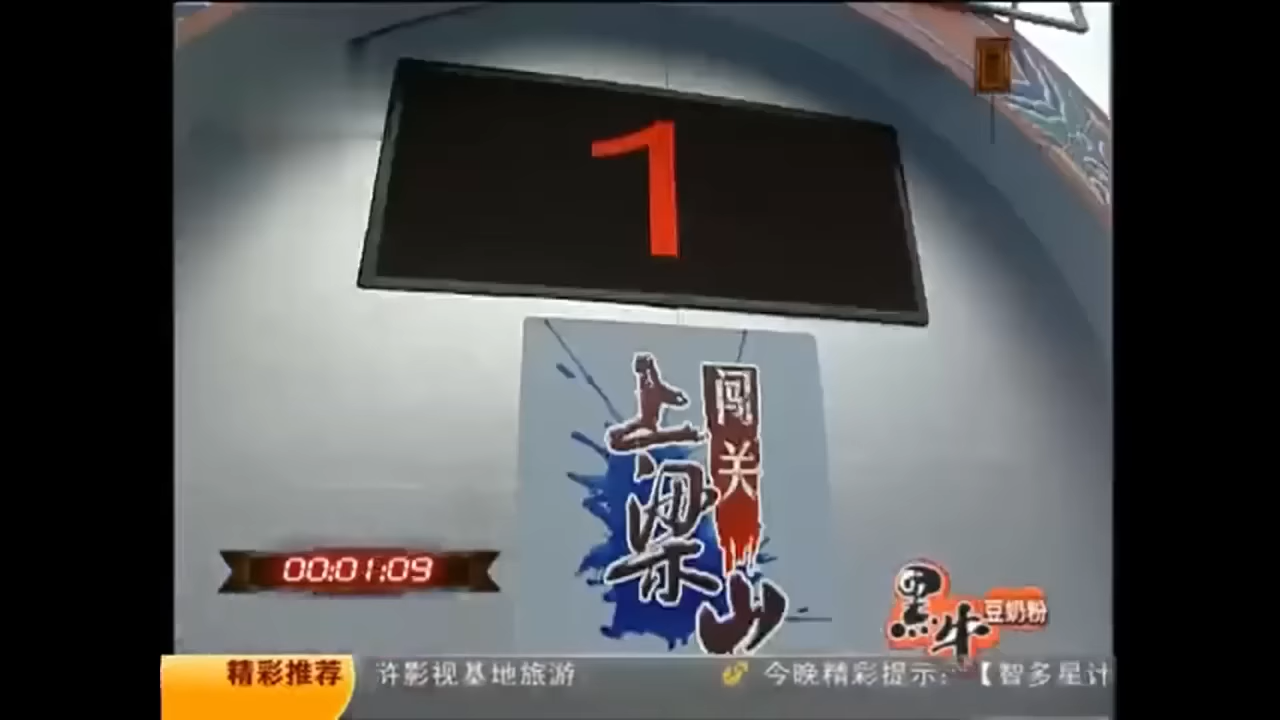 1
闯关
上梁山
00:01:09
黑牛
豆奶粉
精彩推荐
许影视基地旅游
今晚精彩提示：【智多星计